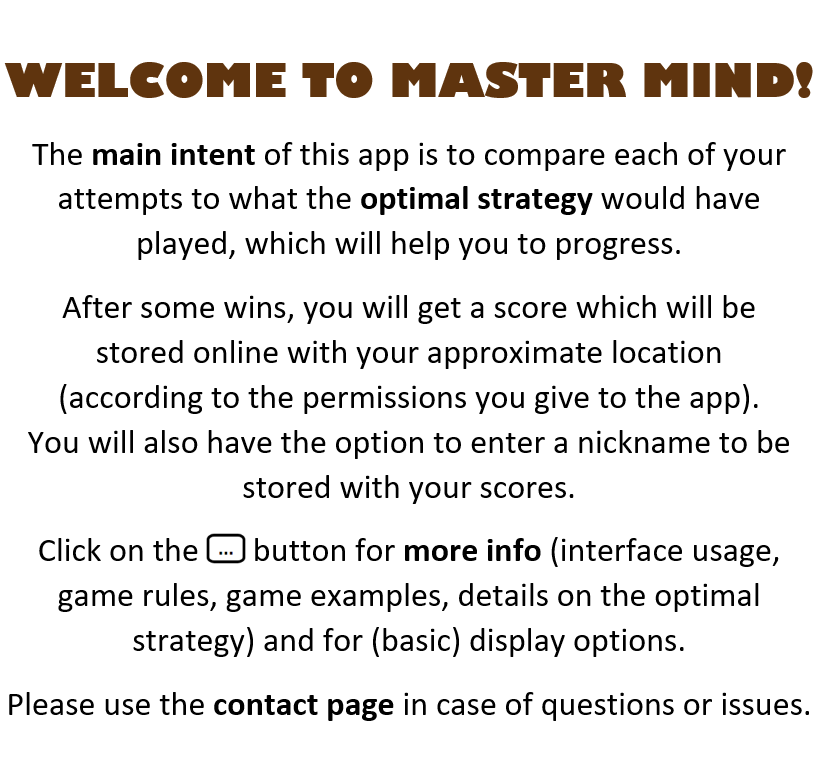 WELCOME TO MASTER MIND!
The main intent of this app is to compare each of your
attempts to what the optimal strategy would have
played, which will help you to progress.
After some wins, you will get a score which will be
stored online with your approximate location
(according to the permissions you give to the app).
You will also have the option to enter a nickname to be
stored with your scores.
Click on the ... button for more info (interface usage,
game rules, game examples, details on the optimal
strategy) and for (basic) display options.
Please use the contact page in case of questions or issues.